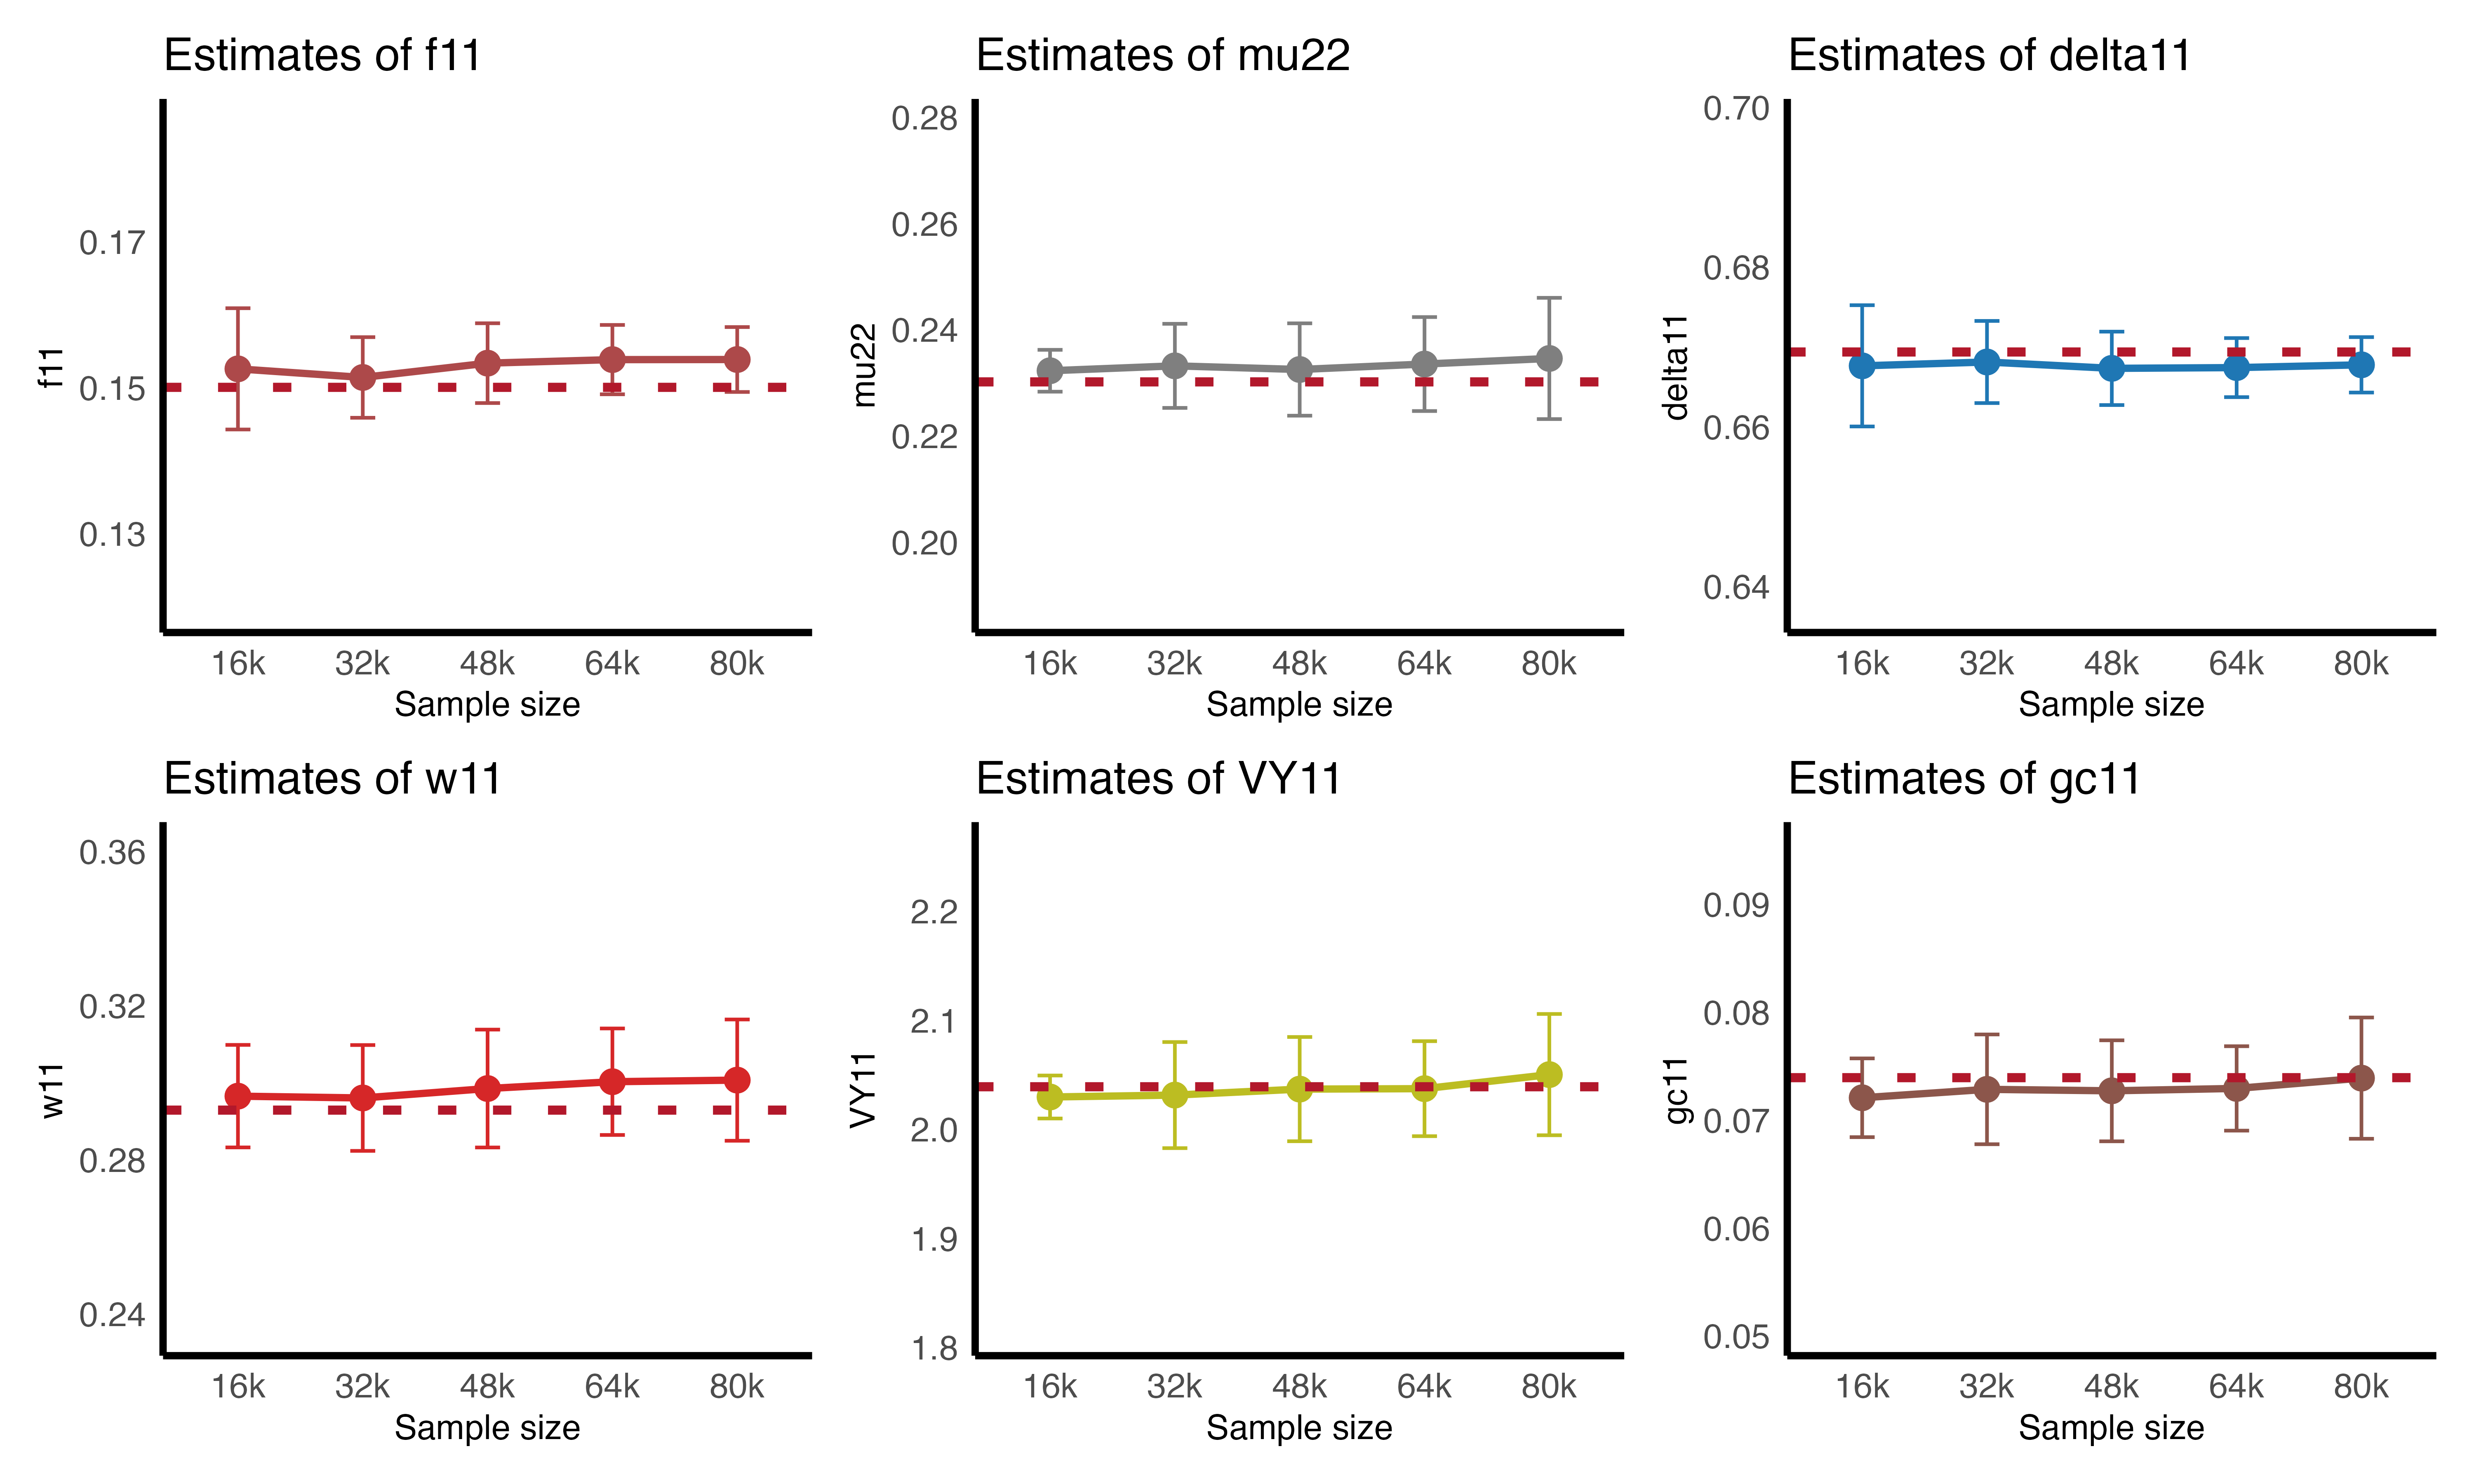 Estimates of f11
f11
0.17
0.15
0.13
16k 32k 48k 64k 80k
Sample size
Estimates of mu22
mu22
0.28
0.26
0.24
0.22
0.20
16k 32k 48k 64k 80k
Sample size
Estimates of delta11
delta11
0.70
0.68
0.66
0.64
16k 32k 48k 64k 80k
Sample size
Estimates of w11
w11
0.36
0.32
0.28
0.24
16k 32k 48k 64k 80k
Sample size
Estimates of VY11
VY11
2.2
2.1
2.0
1.9
1.8
16k 32k 48k 64k 80k
Sample size
Estimates of gc11
gc11
0.09
0.08
0.07
0.06
0.05
16k 32k 48k 64k 80k
Sample size